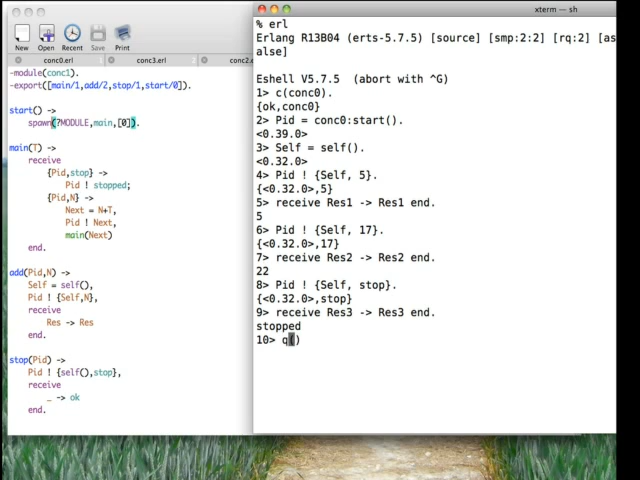 New Open Recent Save Print
conc0.erl conc3.erl conc2.e
-module(conc1).
-export([main/1,add/2,stop/1,start/0]).
start() ->
spawn(?MODULE,main,[0]).
main(T) ->
receive
{Pid,stop} ->
Pid ! stopped;
{Pid,N} ->
Next = N+T,
Pid ! Next,
main(Next)
end.
add(Pid,N) ->
Self = self(),
Pid ! {Self,N},
receive
Res -> Res
end.
stop(Pid) ->
Pid ! {self(),stop},
receive
_ -> ok
end.
xterm — sh
% erl
Erlang R13B04 (erts-5.7.5) [source] [smp:2:2] [rq:2] [as
alse]
Eshell V5.7.5  (abort with ^G)
1> c(conc0).
{ok,conc0}
2> Pid = conc0:start().
<0.39.0>
3> Self = self().
<0.32.0>
4> Pid ! {Self, 5}.
{<0.32.0>,5}
5> receive Res1 -> Res1 end.
5
6> Pid ! {Self, 17}.
{<0.32.0>,17}
7> receive Res2 -> Res2 end.
22
8> Pid ! {Self, stop}.
{<0.32.0>,stop}
9> receive Res3 -> Res3 end.
stopped
10> q()